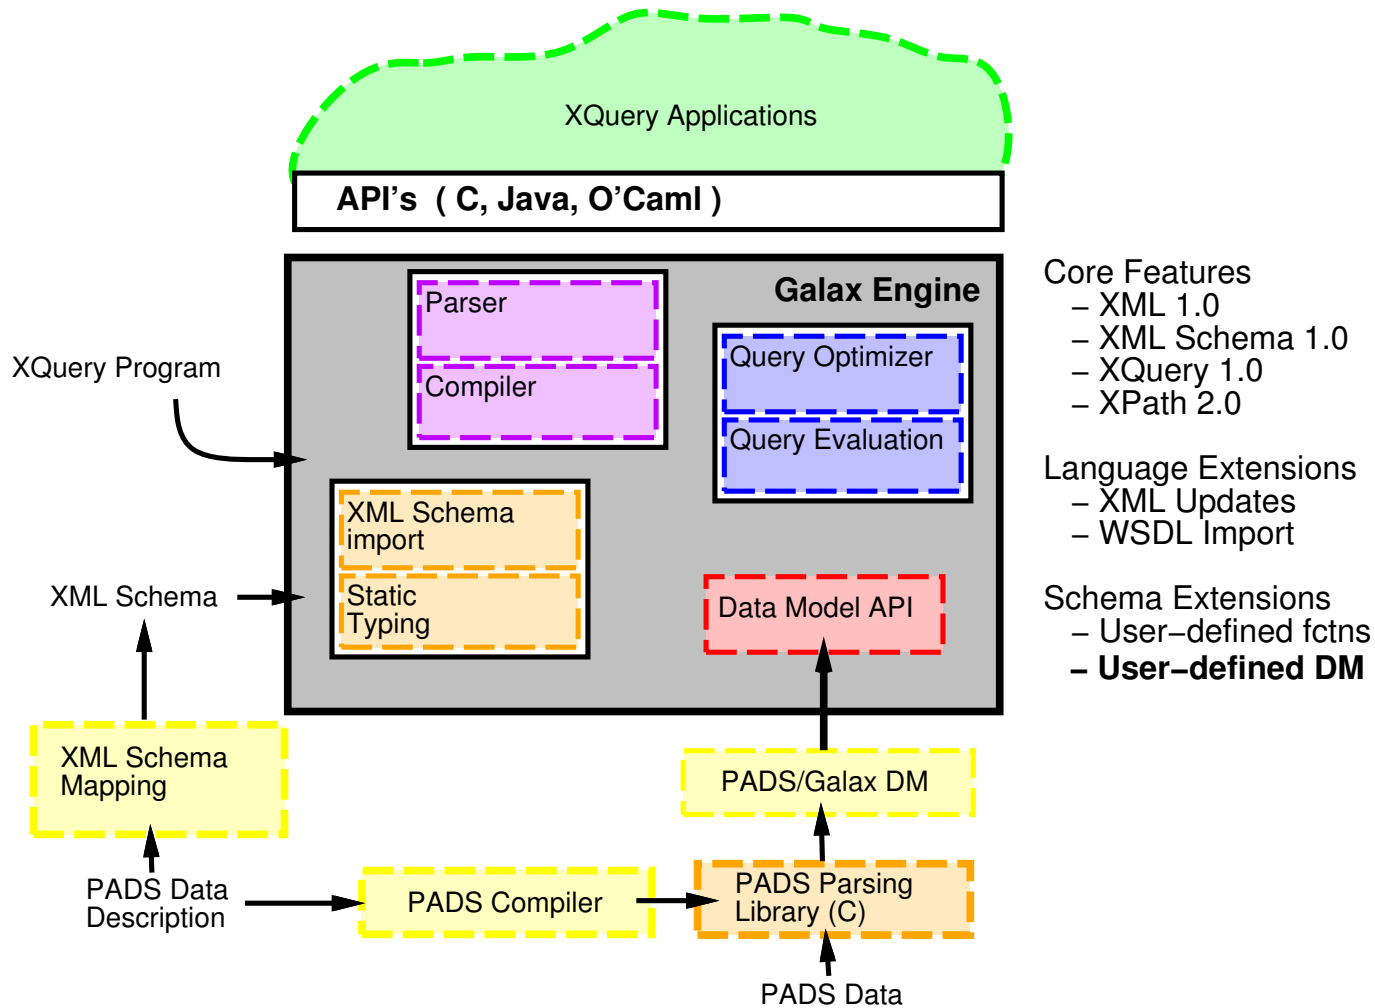 XQuery Applications
API's ( C, Java, O'Caml )
Galax Engine
Parser
Compiler
Query Optimizer
Query Evaluation
XQuery Program
XML Schema
import
Static
Typing
XML Schema
Data Model API
Core Features
– XML 1.0
– XML Schema 1.0
– XQuery 1.0
– XPath 2.0
Language Extensions
– XML Updates
– WSDL Import
Schema Extensions
– User–defined fctns
– User–defined DM
XML Schema
Mapping
PADS/Galax DM
PADS Data
Description
PADS Compiler
PADS Parsing
Library (C)
PADS Data